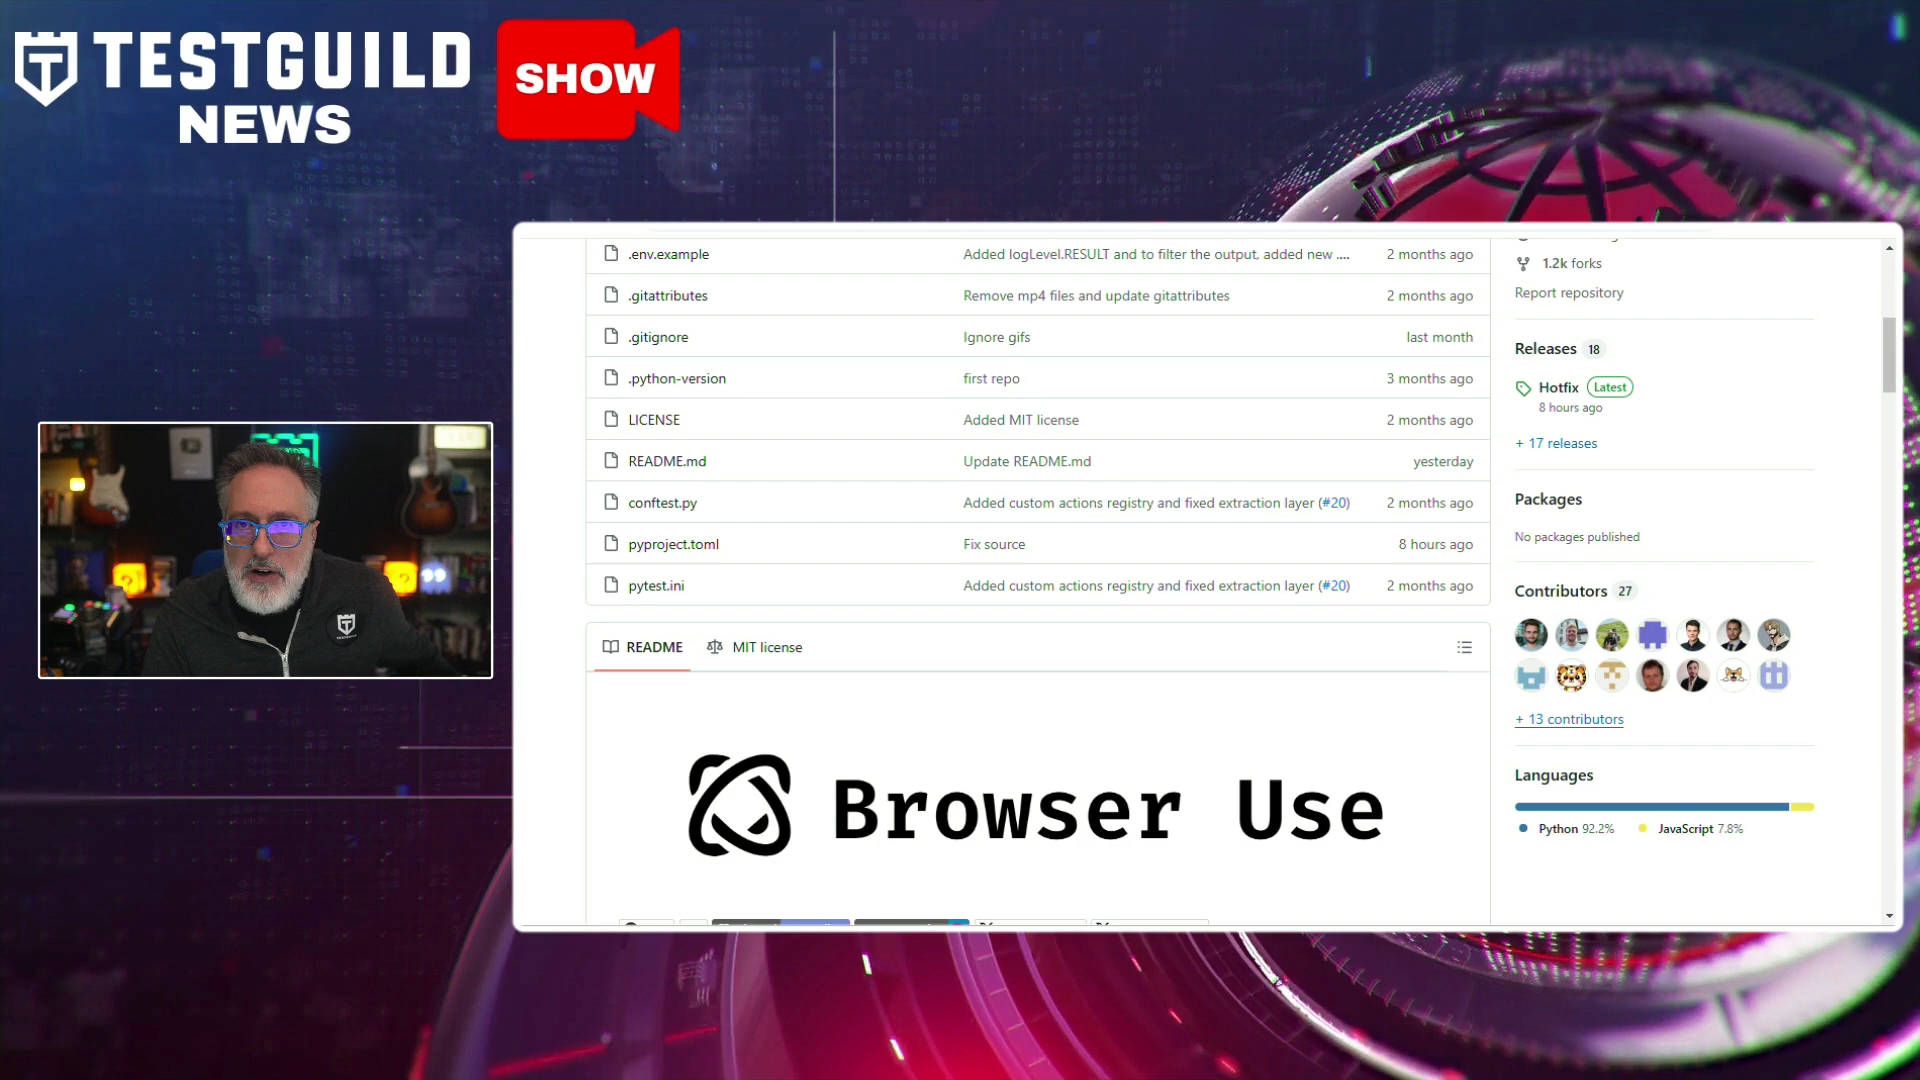 TESTGUILD
NEWS
SHOW
.env.example Added logLevel.RESULT and to filter the output, added new .... 2 months ago
.gitattributes Remove mp4 files and update gitattributes 2 months ago
.gitignore Ignore gifs last month
.python-version first repo 3 months ago
LICENSE Added MIT license 2 months ago
README.md Update README.md yesterday
conftest.py Added custom actions registry and fixed extraction layer (#20) 2 months ago
pyproject.toml Fix source 8 hours ago
pytest.ini Added custom actions registry and fixed extraction layer (#20) 2 months ago
README MIT license
Browser Use
1.2k forks
Report repository
Releases 18
Hotfix Latest
8 hours ago
+ 17 releases
Packages
No packages published
Contributors 27
+ 13 contributors
Languages
Python 92.2% JavaScript 7.8%